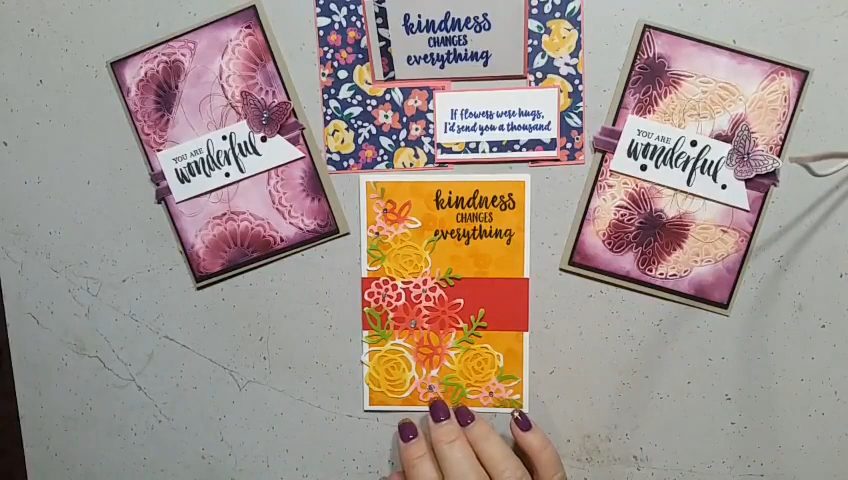 kindness
CHANGES
everything
If flowers were hugs,
I'd send you a thousand
YOU ARE
wonderful
YOU ARE
wonderful
kindness
CHANGES
everything